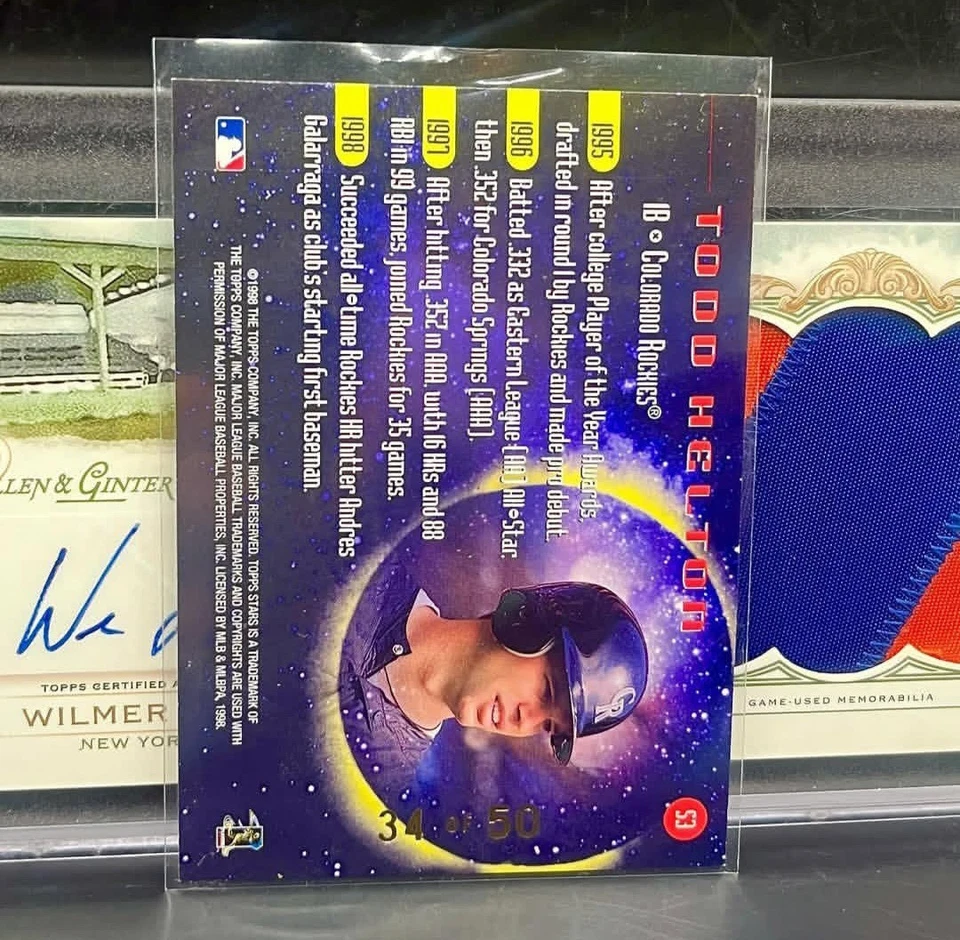 TODD HELTON
1B • COLORADO ROCKIES®
1995 After college Player of the Year Awards,
drafted in round 1 by Rockies and made pro debut.
1996 Batted .332 as Eastern League (AA) All•Star
then .352 for Colorado Springs (AAA).
1997 After hitting .352 in AAA, with 16 HRs and 88
RBI in 99 games, joined Rockies for 35 games.
1998 Succeeded all•time Rockies HR hitter Andres
Galarraga as club's starting first baseman.
©1998 THE TOPPS COMPANY, INC. ALL RIGHTS RESERVED. TOPPS STARS IS A TRADEMARK OF
THE TOPPS COMPANY, INC. MAJOR LEAGUE BASEBALL TRADEMARKS AND COPYRIGHTS ARE USED WITH
PERMISSION OF MAJOR LEAGUE BASEBALL PROPERTIES, INC. LICENSED BY MLB & MLBPA, 1998.
CR
53
34 of 50
LLEN & GINTER
We
TOPPS CERTIFIED A
WILMER
NEW YOR
GAME-USED MEMORABILIA